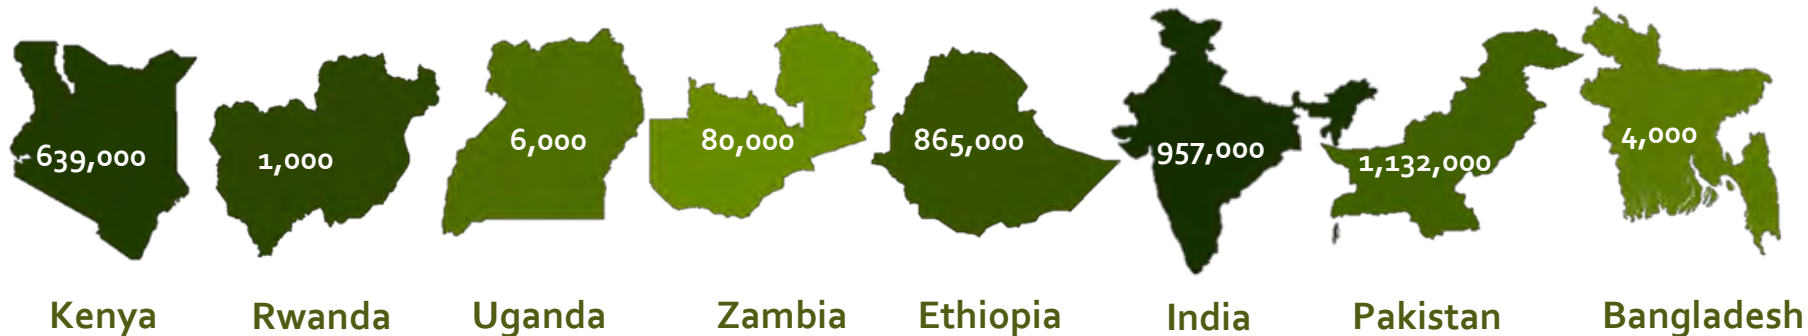 639,000 1,000 6,000 80,000 865,000 957,000 1,132,000 4,000
Kenya Rwanda Uganda Zambia Ethiopia India Pakistan Bangladesh